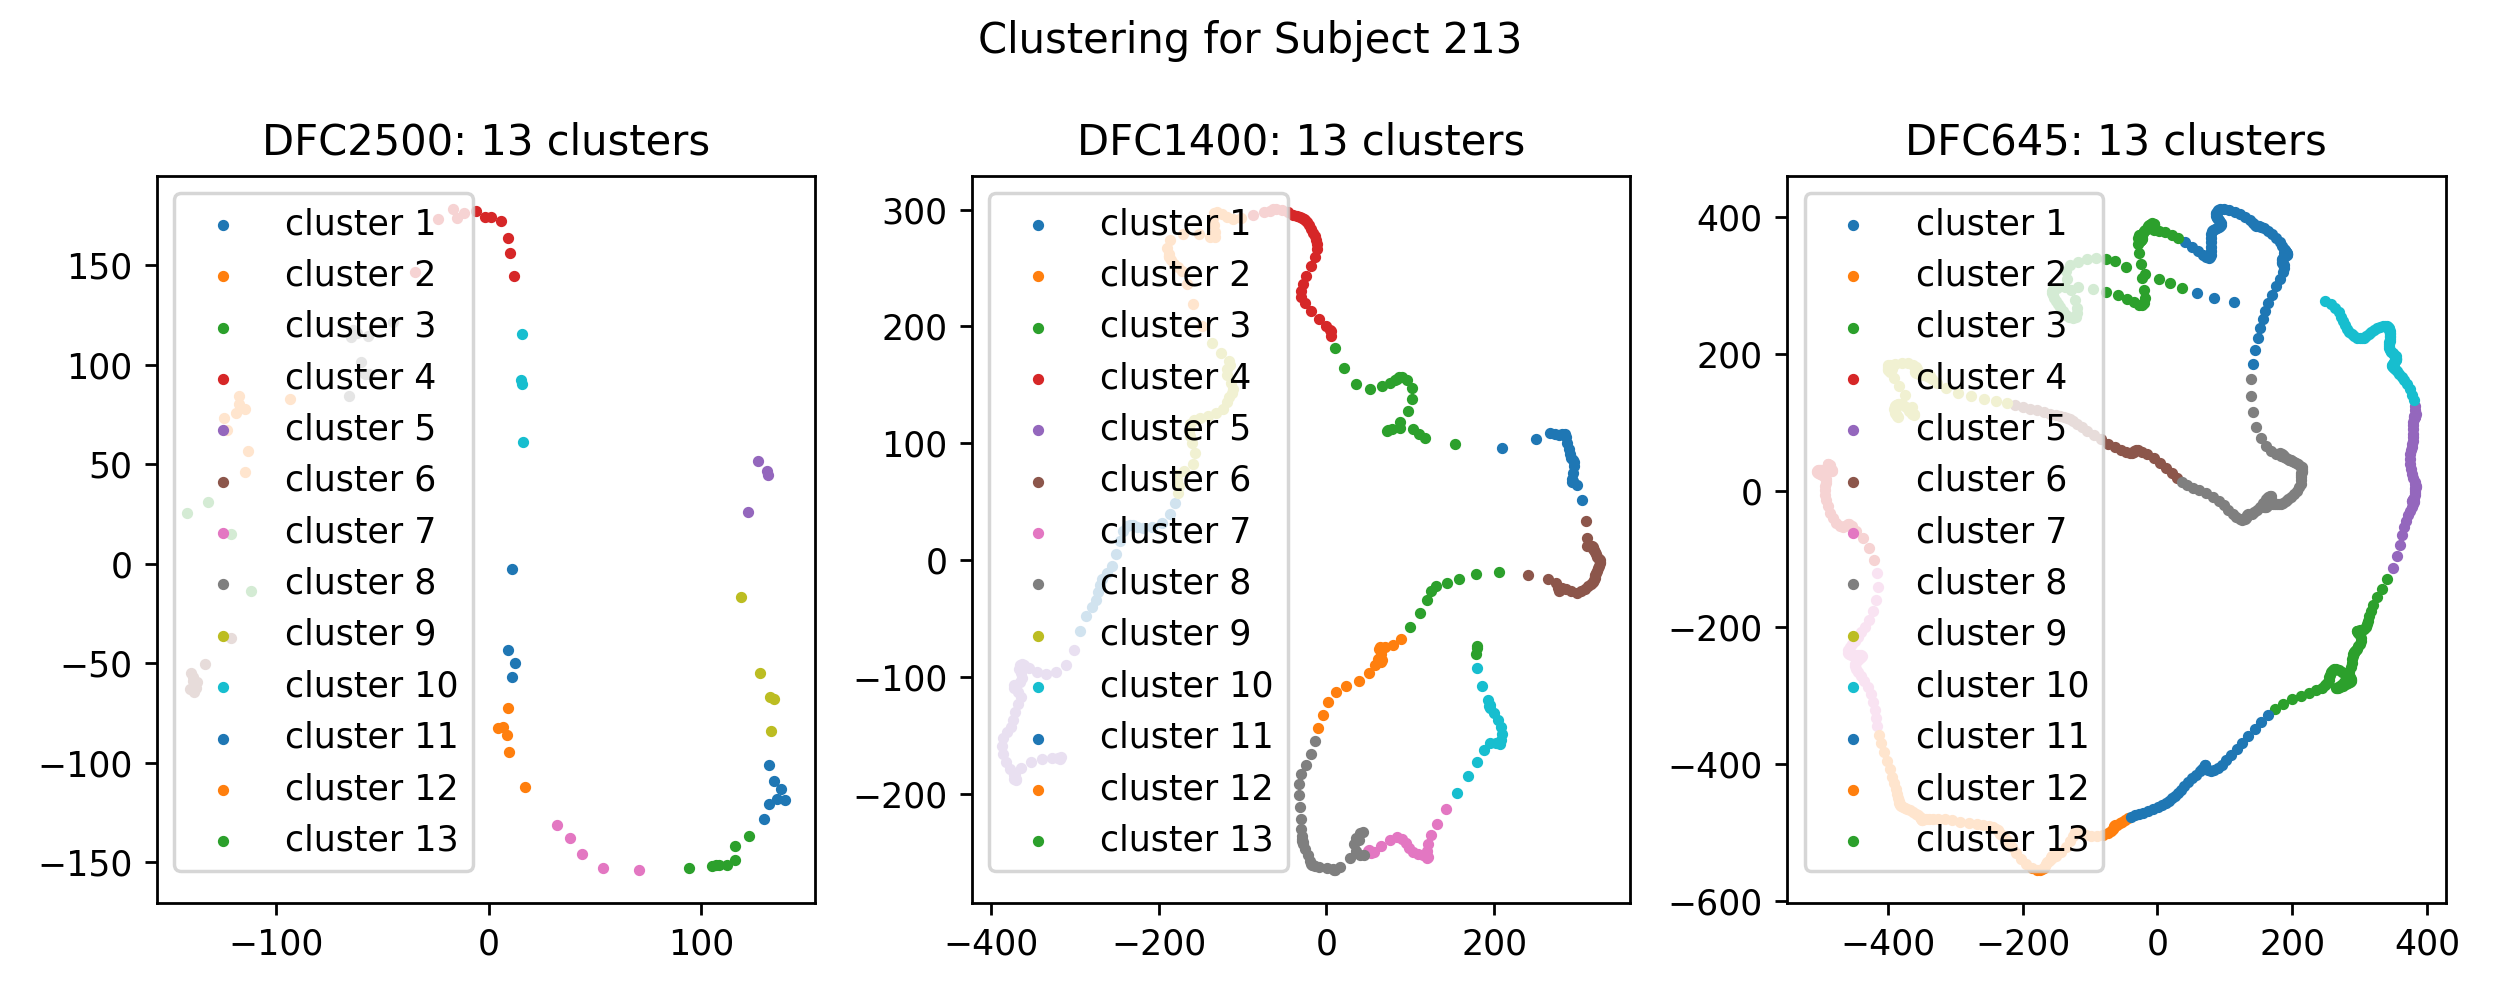 Clustering for Subject 213
DFC2500: 13 clusters
cluster 1
cluster 2
cluster 3
cluster 4
cluster 5
cluster 6
cluster 7
cluster 8
cluster 9
cluster 10
cluster 11
cluster 12
cluster 13
150
100
50
0
−50
−100
−150
−100
0
100
DFC1400: 13 clusters
cluster 1
cluster 2
cluster 3
cluster 4
cluster 5
cluster 6
cluster 7
cluster 8
cluster 9
cluster 10
cluster 11
cluster 12
cluster 13
300
200
100
0
−100
−200
−400
−200
0
200
DFC645: 13 clusters
cluster 1
cluster 2
cluster 3
cluster 4
cluster 5
cluster 6
cluster 7
cluster 8
cluster 9
cluster 10
cluster 11
cluster 12
cluster 13
400
200
0
−200
−400
−600
−400
−200
0
200
400